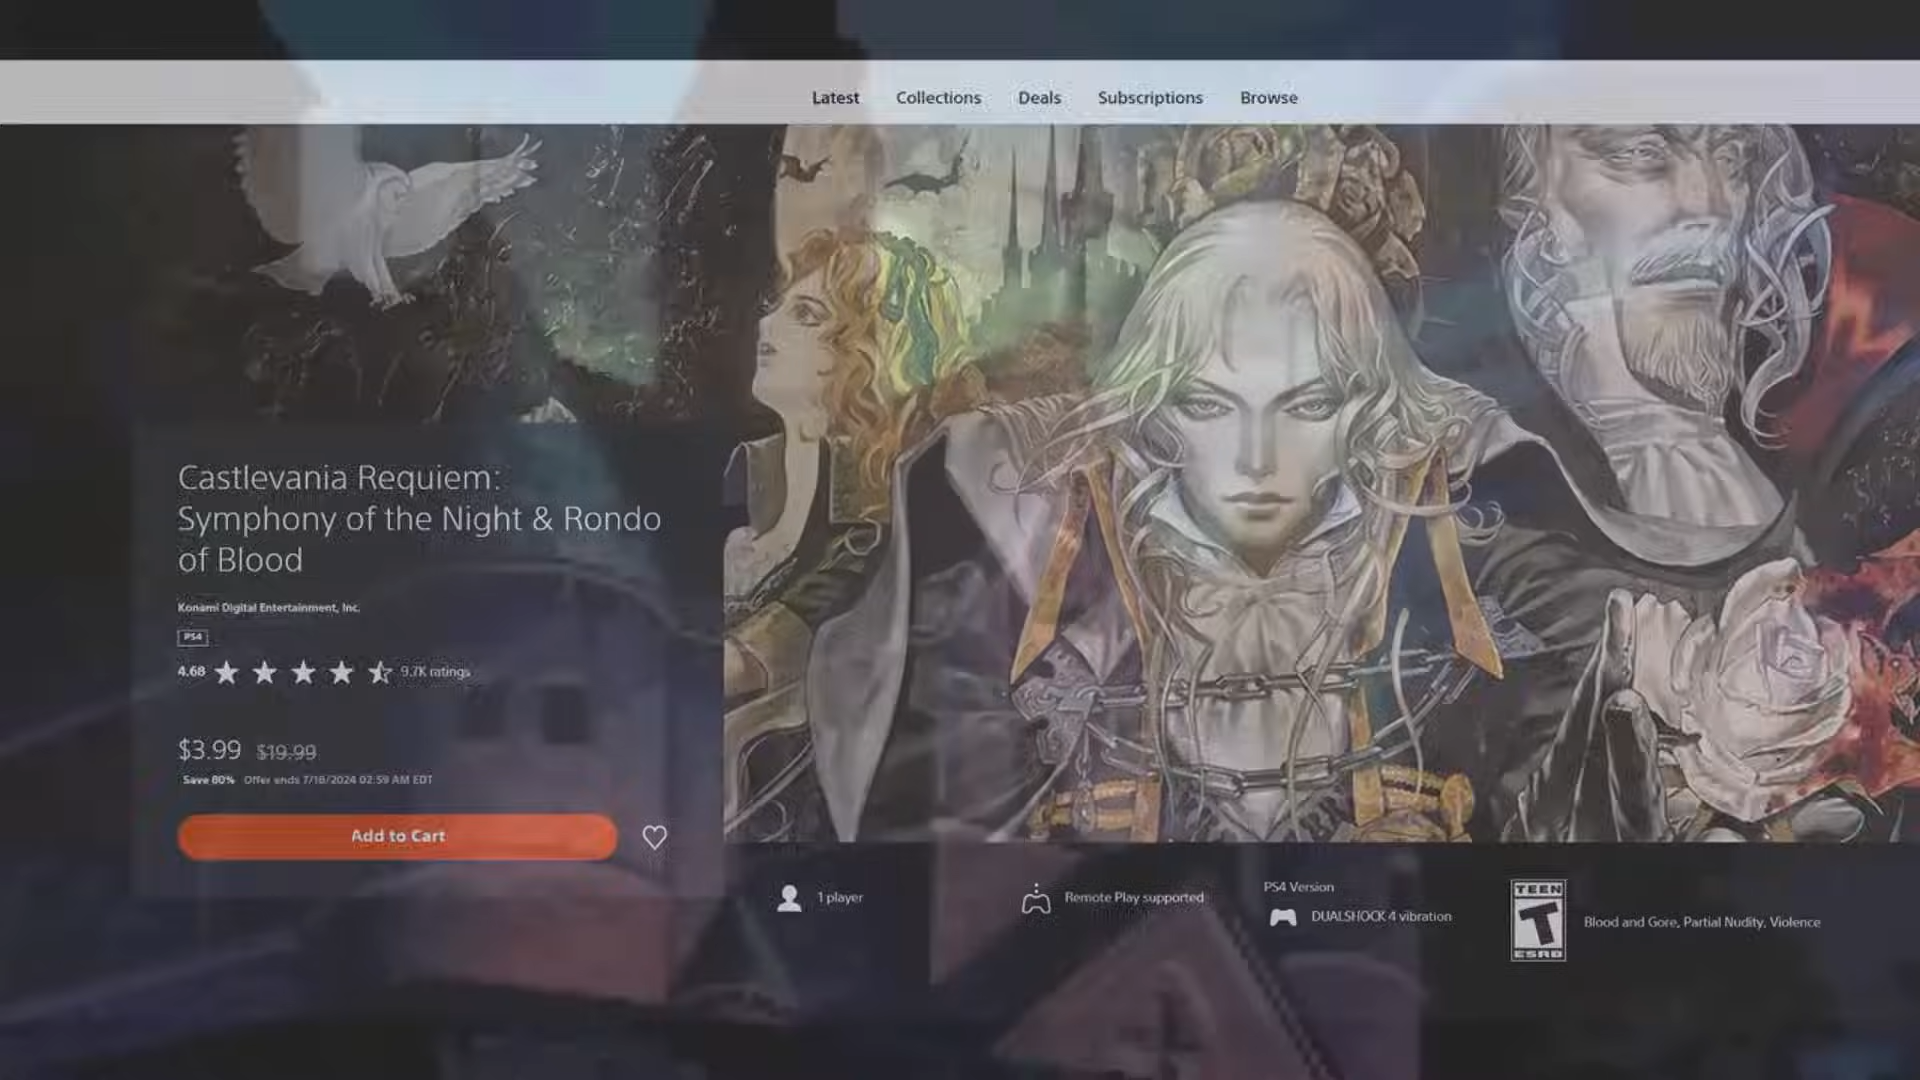 Latest Collections Deals Subscriptions Browse
Castlevania Requiem:
Symphony of the Night & Rondo
of Blood
Konami Digital Entertainment, Inc.
PS4
4.68 9.7K ratings
$3.99 $19.99
Save 80% Offer ends 7/18/2024 02:59 AM EDT
Add to Cart
1 player
Remote Play supported
PS4 Version
DUALSHOCK 4 vibration
TEEN
T
ESRB
Blood and Gore, Partial Nudity, Violence